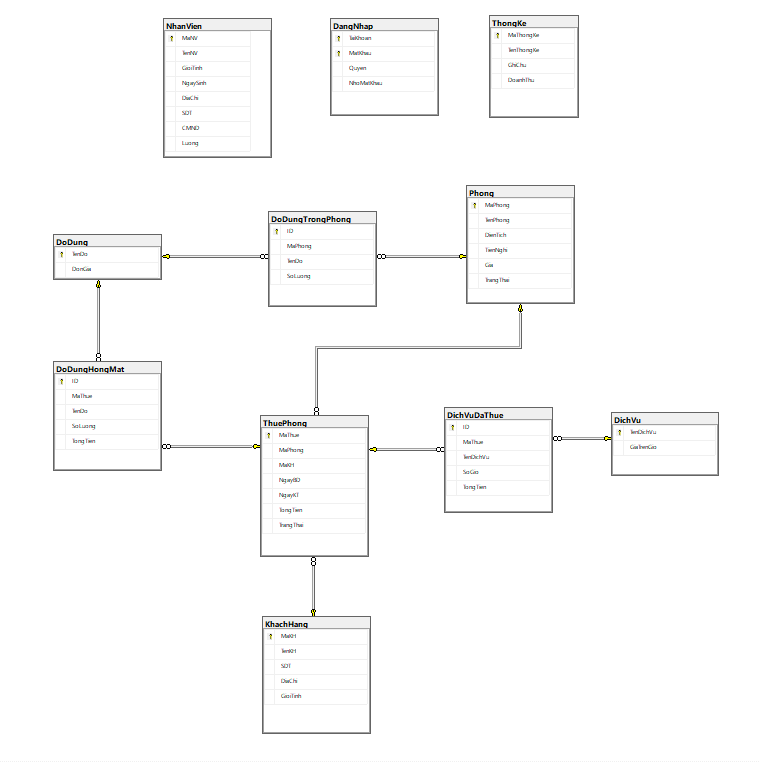 NhanVien
MaNV
TenNV
GioiTinh
NgaySinh
DiaChi
SDT
CMND
Luong
DangNhap
TaiKhoan
MatKhau
Quyen
NhoMatKhau
ThongKe
MaThongKe
TenThongKe
GhiChu
DoanhThu
DoDung
TenDo
DonGia
DoDungTrongPhong
ID
MaPhong
TenDo
SoLuong
Phong
MaPhong
TenPhong
DienTich
TienNghi
Gia
TrangThai
DoDungHongMat
ID
MaThue
TenDo
SoLuong
TongTien
ThuePhong
MaThue
MaPhong
MaKH
NgayBD
NgayKT
TongTien
TrangThai
DichVuDaThue
ID
MaThue
TenDichVu
SoGio
TongTien
DichVu
TenDichVu
GiaTrenGio
KhachHang
MaKH
TenKH
SDT
DiaChi
GioiTinh